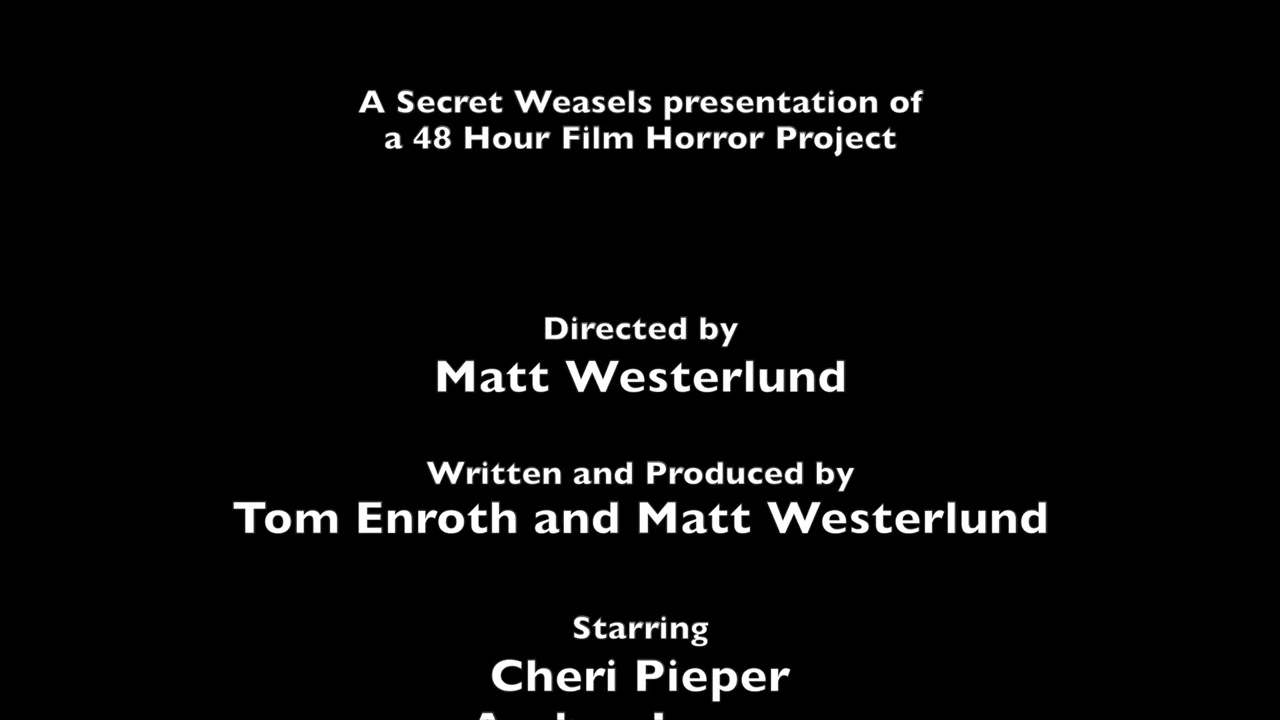 A Secret Weasels presentation of
a 48 Hour Film Horror Project
Directed by
Matt Westerlund
Written and Produced by
Tom Enroth and Matt Westerlund
Starring
Cheri Pieper